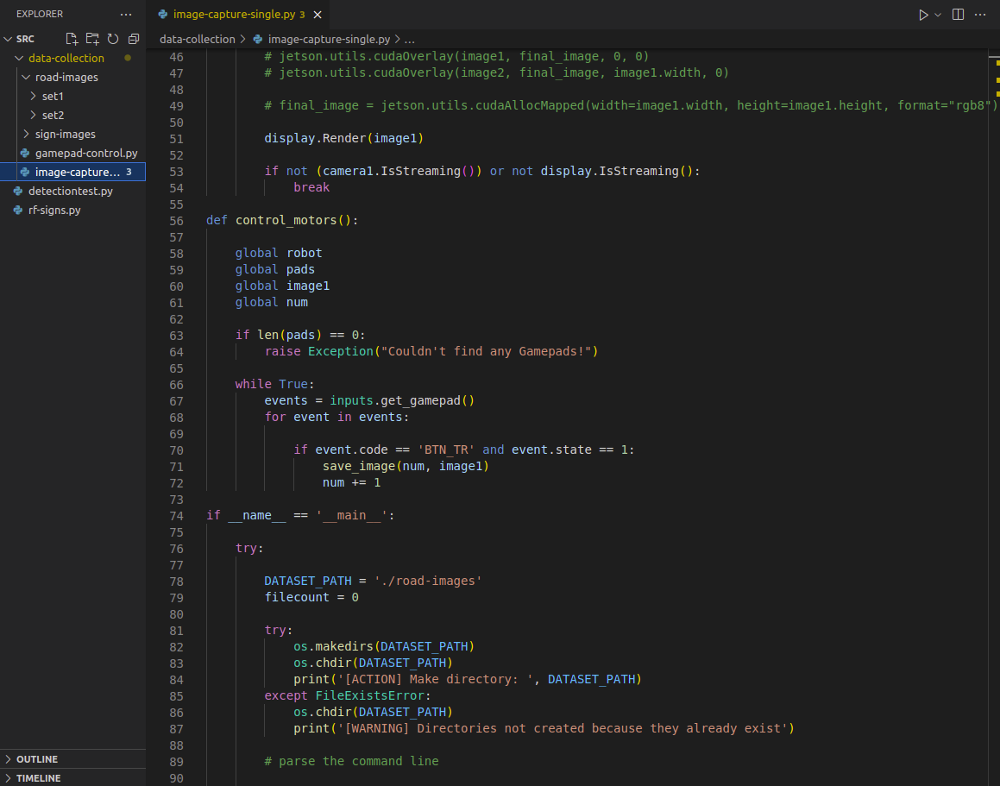 EXPLORER
SRC
data-collection
road-images
set1
set2
sign-images
gamepad-control.py
image-capture... 3
detectiontest.py
rf-signs.py
OUTLINE
TIMELINE
image-capture-single.py 3
data-collection > image-capture-single.py > ...
46 # jetson.utils.cudaOverlay(image1, final_image, 0, 0)
47 # jetson.utils.cudaOverlay(image2, final_image, image1.width, 0)
48
49 # final_image = jetson.utils.cudaAllocMapped(width=image1.width, height=image1.height, format="rgb8")
50
51 display.Render(image1)
52
53 if not (camera1.IsStreaming()) or not display.IsStreaming():
54 break
55
56 def control_motors():
57
58 global robot
59 global pads
60 global image1
61 global num
62
63 if len(pads) == 0:
64 raise Exception("Couldn't find any Gamepads!")
65
66 while True:
67 events = inputs.get_gamepad()
68 for event in events:
69
70 if event.code == 'BTN_TR' and event.state == 1:
71 save_image(num, image1)
72 num += 1
73
74 if __name__ == '__main__':
75
76 try:
77
78 DATASET_PATH = './road-images'
79 filecount = 0
80
81 try:
82 os.makedirs(DATASET_PATH)
83 os.chdir(DATASET_PATH)
84 print('[ACTION] Make directory: ', DATASET_PATH)
85 except FileExistsError:
86 os.chdir(DATASET_PATH)
87 print('[WARNING] Directories not created because they already exist')
88
89 # parse the command line
90